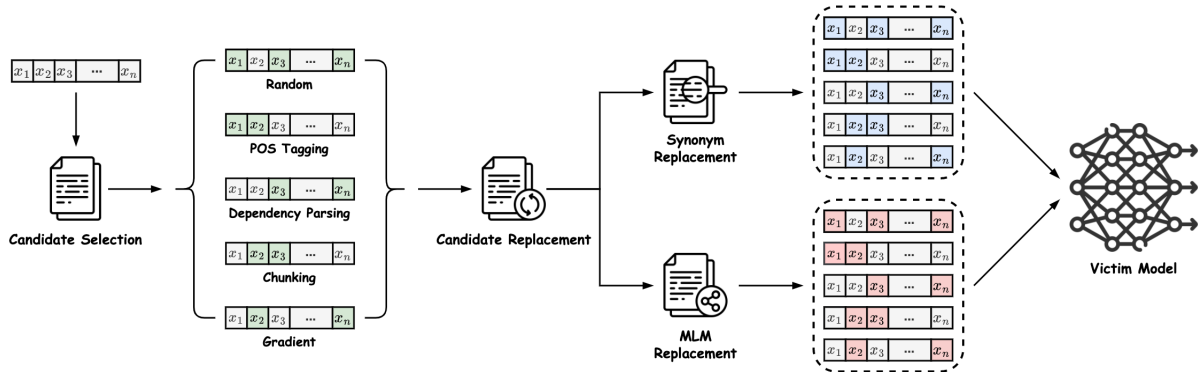 x1 x2 x3 ... xn
Candidate Selection
x1 x2 x3 ... xn
Random
x1 x2 x3 ... xn
POS Tagging
x1 x2 x3 ... xn
Dependency Parsing
x1 x2 x3 ... xn
Chunking
x1 x2 x3 ... xn
Gradient
Candidate Replacement
Synonym
Replacement
MLM
Replacement
x1 x2 x3 ... xn
x1 x2 x3 ... xn
x1 x2 x3 ... xn
x1 x2 x3 ... xn
x1 x2 x3 ... xn
x1 x2 x3 ... xn
x1 x2 x3 ... xn
x1 x2 x3 ... xn
x1 x2 x3 ... xn
x1 x2 x3 ... xn
Victim Model